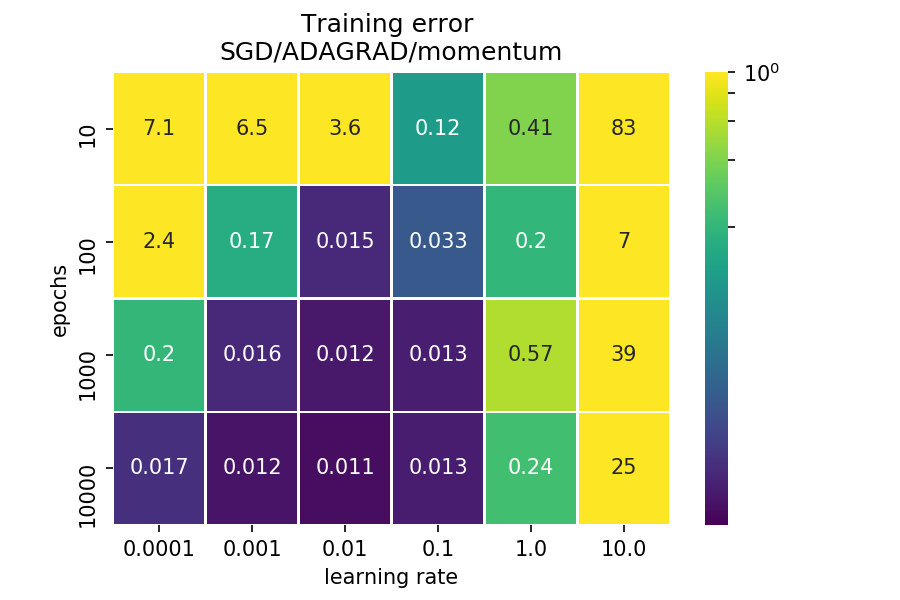 Training error
SGD/ADAGRAD/momentum
10⁰
10 7.1 6.5 3.6 0.12 0.41 83
100 2.4 0.17 0.015 0.033 0.2 7
epochs
1000 0.2 0.016 0.012 0.013 0.57 39
10000 0.017 0.012 0.011 0.013 0.24 25
0.0001 0.001 0.01 0.1 1.0 10.0
learning rate